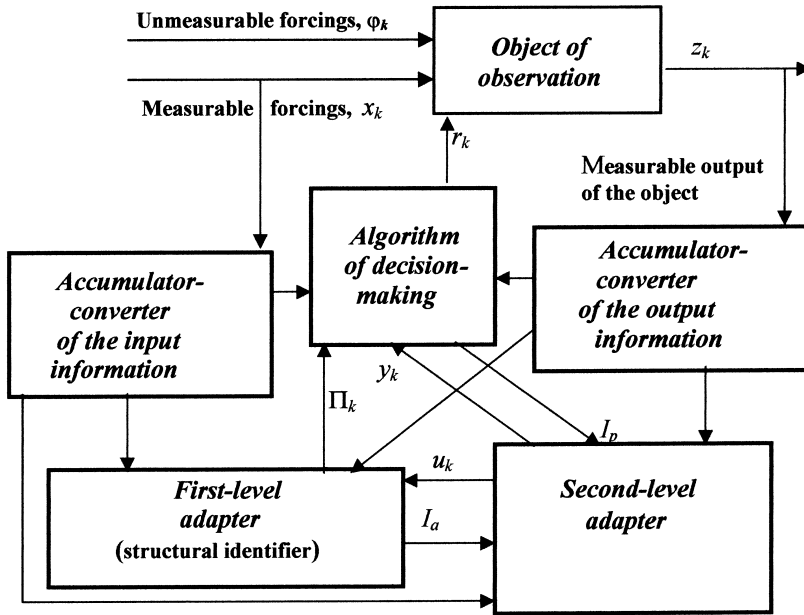 Unmeasurable forcings, φk
Object of
observation
zk
Measurable forcings, xk
rk
Measurable output
of the object
Algorithm
of decision-
making
Accumulator-
converter
of the input
information
Accumulator-
converter
of the output
information
yk
Πk
Ip
uk
First-level
adapter
(structural identifier)
Ia
Second-level
adapter